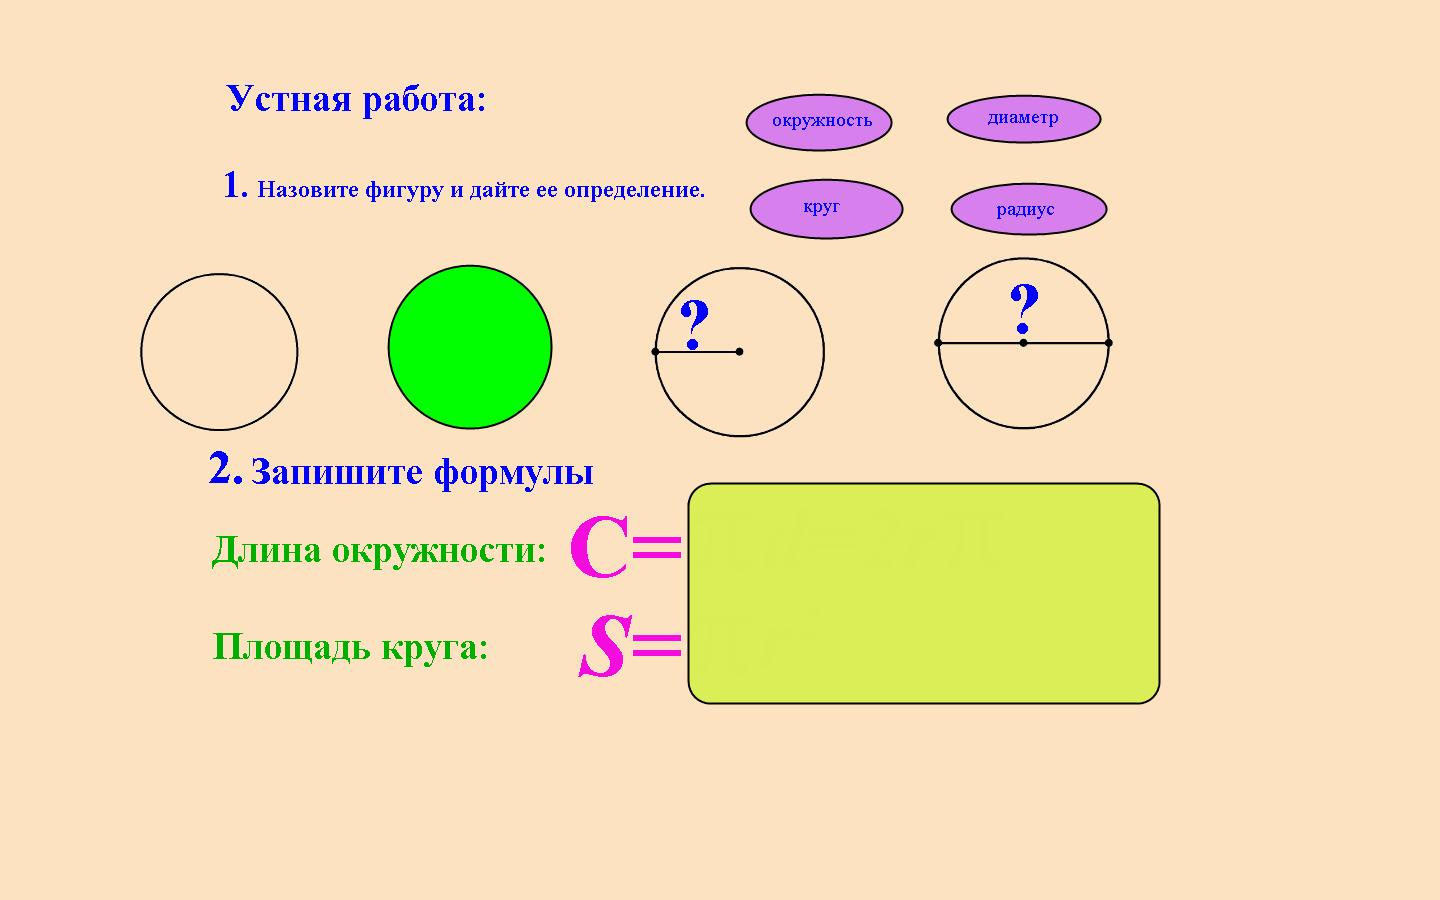 Устная работа:
окружность
диаметр
1. Назовите фигуру и дайте ее определение.
круг
радиус
?
?
2. Запишите формулы
Длина окружности: C=
Площадь круга: S=